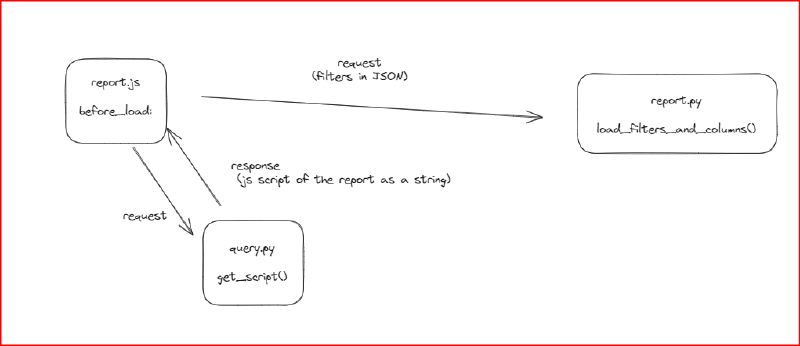 request
(filters in JSON)
report.js
before_load:
report.py
load_filters_and_columns()
response
(js script of the report as a string)
request
query.py
get_script()